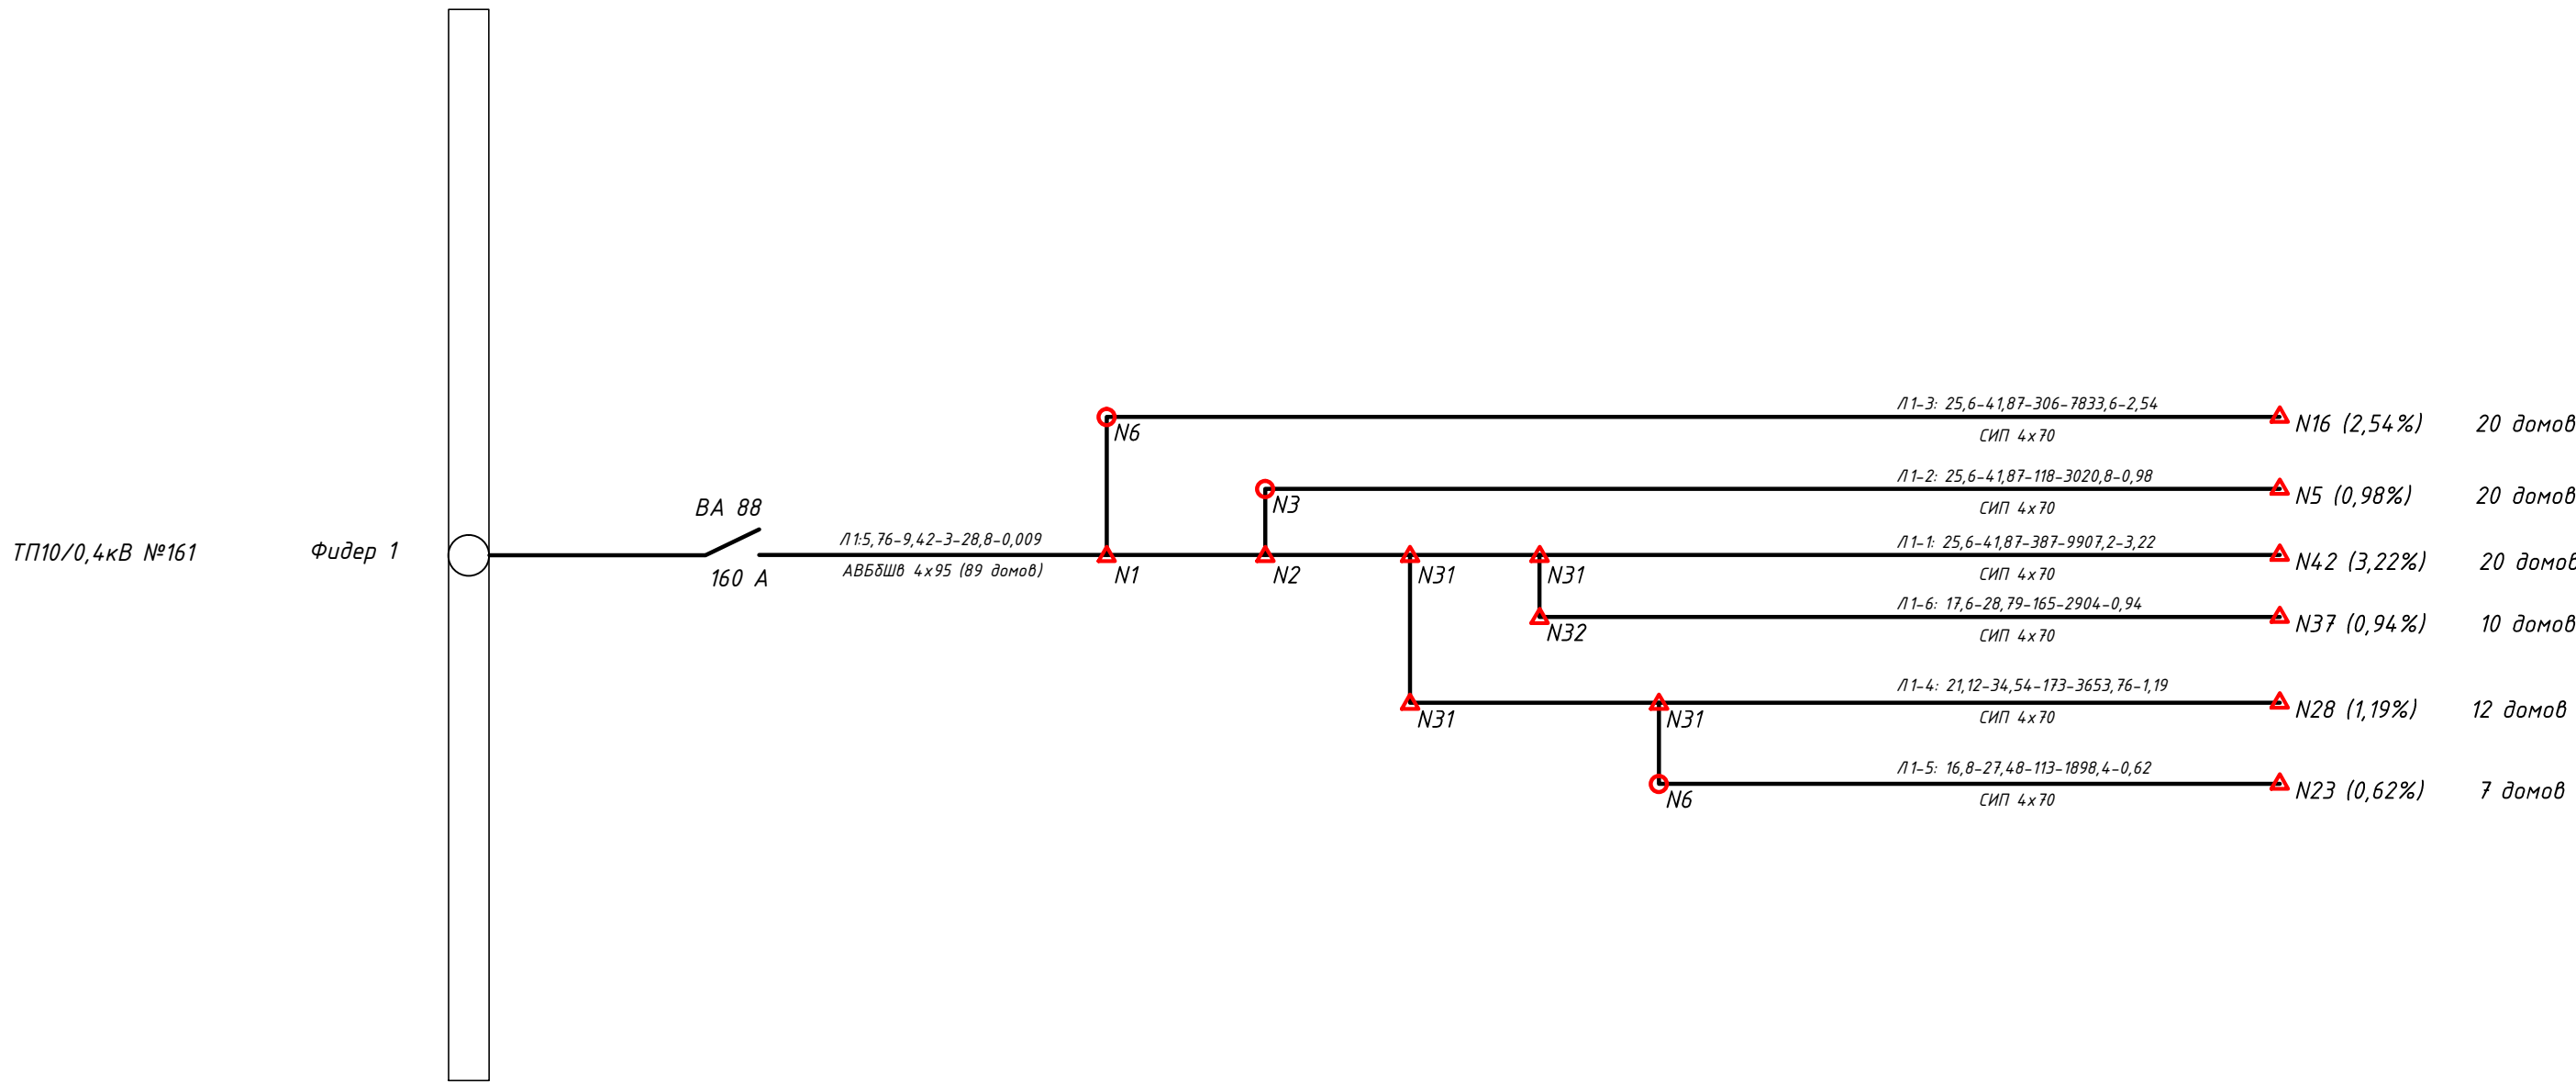 Л1-3: 25,6-41,87-306-7833,6-2,54
N16 (2,54%) 20 домов
N6
СИП 4х70
Л1-2: 25,6-41,87-118-3020,8-0,98
N5 (0,98%) 20 домов
N3
СИП 4х70
ВА 88
Л1:5,76-9,42-3-28,8-0,009
Л1-1: 25,6-41,87-387-9907,2-3,22
ТП10/0,4кВ №161
Фидер 1
N42 (3,22%) 20 домов
160 А
АВБбШв 4х95 (89 домов)
N1
N2
N31
N31
СИП 4х70
Л1-6: 17,6-28,79-165-2904-0,94
N37 (0,94%) 10 домов
N32
СИП 4х70
Л1-4: 21,12-34,54-173-3653,76-1,19
N28 (1,19%) 12 домов
N31
N31
СИП 4х70
Л1-5: 16,8-27,48-113-1898,4-0,62
N23 (0,62%) 7 домов
N6
СИП 4х70